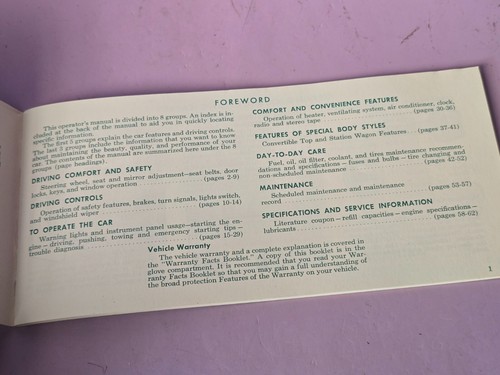 FOREWORD
This operator's manual is divided into 8 groups. An index is in-
cluded at the back of the manual to aid you in quickly locating
specific information.
The first 5 groups explain the car features and driving controls.
The last 3 groups include the information that you want to know
about maintaining the beauty, quality, and performance of your
car. The contents of the manual are summarized here under the 8
groups (page headings).
DRIVING COMFORT AND SAFETY
Steering wheel, seat and mirror adjustment—seat belts, door
locks, keys, and window operation . . . . . . . . . . . . . . . . . . (pages 2-9)
DRIVING CONTROLS
Operation of safety features, brakes, turn signals, lights switch,
and windshield wiper . . . . . . . . . . . . . . . . . . . . . . . (pages 10-14)
TO OPERATE THE CAR
Warning lights and instrument panel usage—starting the en-
gine — driving, pushing, towing and emergency starting tips —
trouble diagnosis . . . . . . . . . . . . . . . . . . . . . . . . . (pages 15-29)
COMFORT AND CONVENIENCE FEATURES
Operation of heater, ventilating system, air conditioner, clock,
radio and stereo tape . . . . . . . . . . . . . . . . . . . . . . . (pages 30-36)
FEATURES OF SPECIAL BODY STYLES
Convertible Top and Station Wagon Features . . . . (pages 37-41)
DAY-TO-DAY CARE
Fuel, oil, oil filter, coolant, and tires maintenance recommen-
dations and specifications — fuses and bulbs — tire changing and
non-scheduled maintenance . . . . . . . . . . . . . . . . . . (pages 42-52)
MAINTENANCE
Scheduled maintenance and maintenance
record . . . . . . . . . . . . . . . . . . . . . . . . . . . . . . . . . . (pages 53-57)
SPECIFICATIONS AND SERVICE INFORMATION
Literature coupon — refill capacities — engine specifications —
lubricants . . . . . . . . . . . . . . . . . . . . . . . . . . . . . . . (pages 58-62)
Vehicle Warranty
The vehicle warranty and a complete explanation is covered in
the "Warranty Facts Booklet." A copy of this booklet is in the
glove compartment. It is recommended that you read your War-
ranty Facts Booklet so that you may gain a full understanding of
the broad protection Features of the Warranty on your vehicle.
1